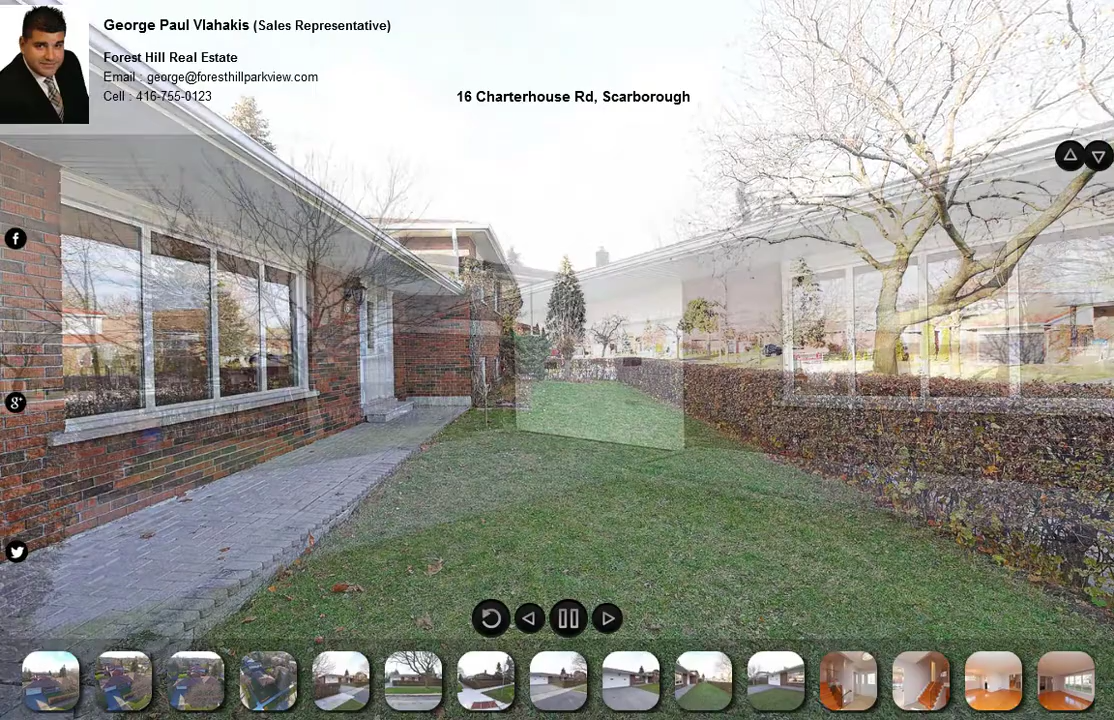 George Paul Vlahakis (Sales Representative)
Forest Hill Real Estate
Email : george@foresthillparkview.com
Cell : 416-755-0123
16 Charterhouse Rd, Scarborough